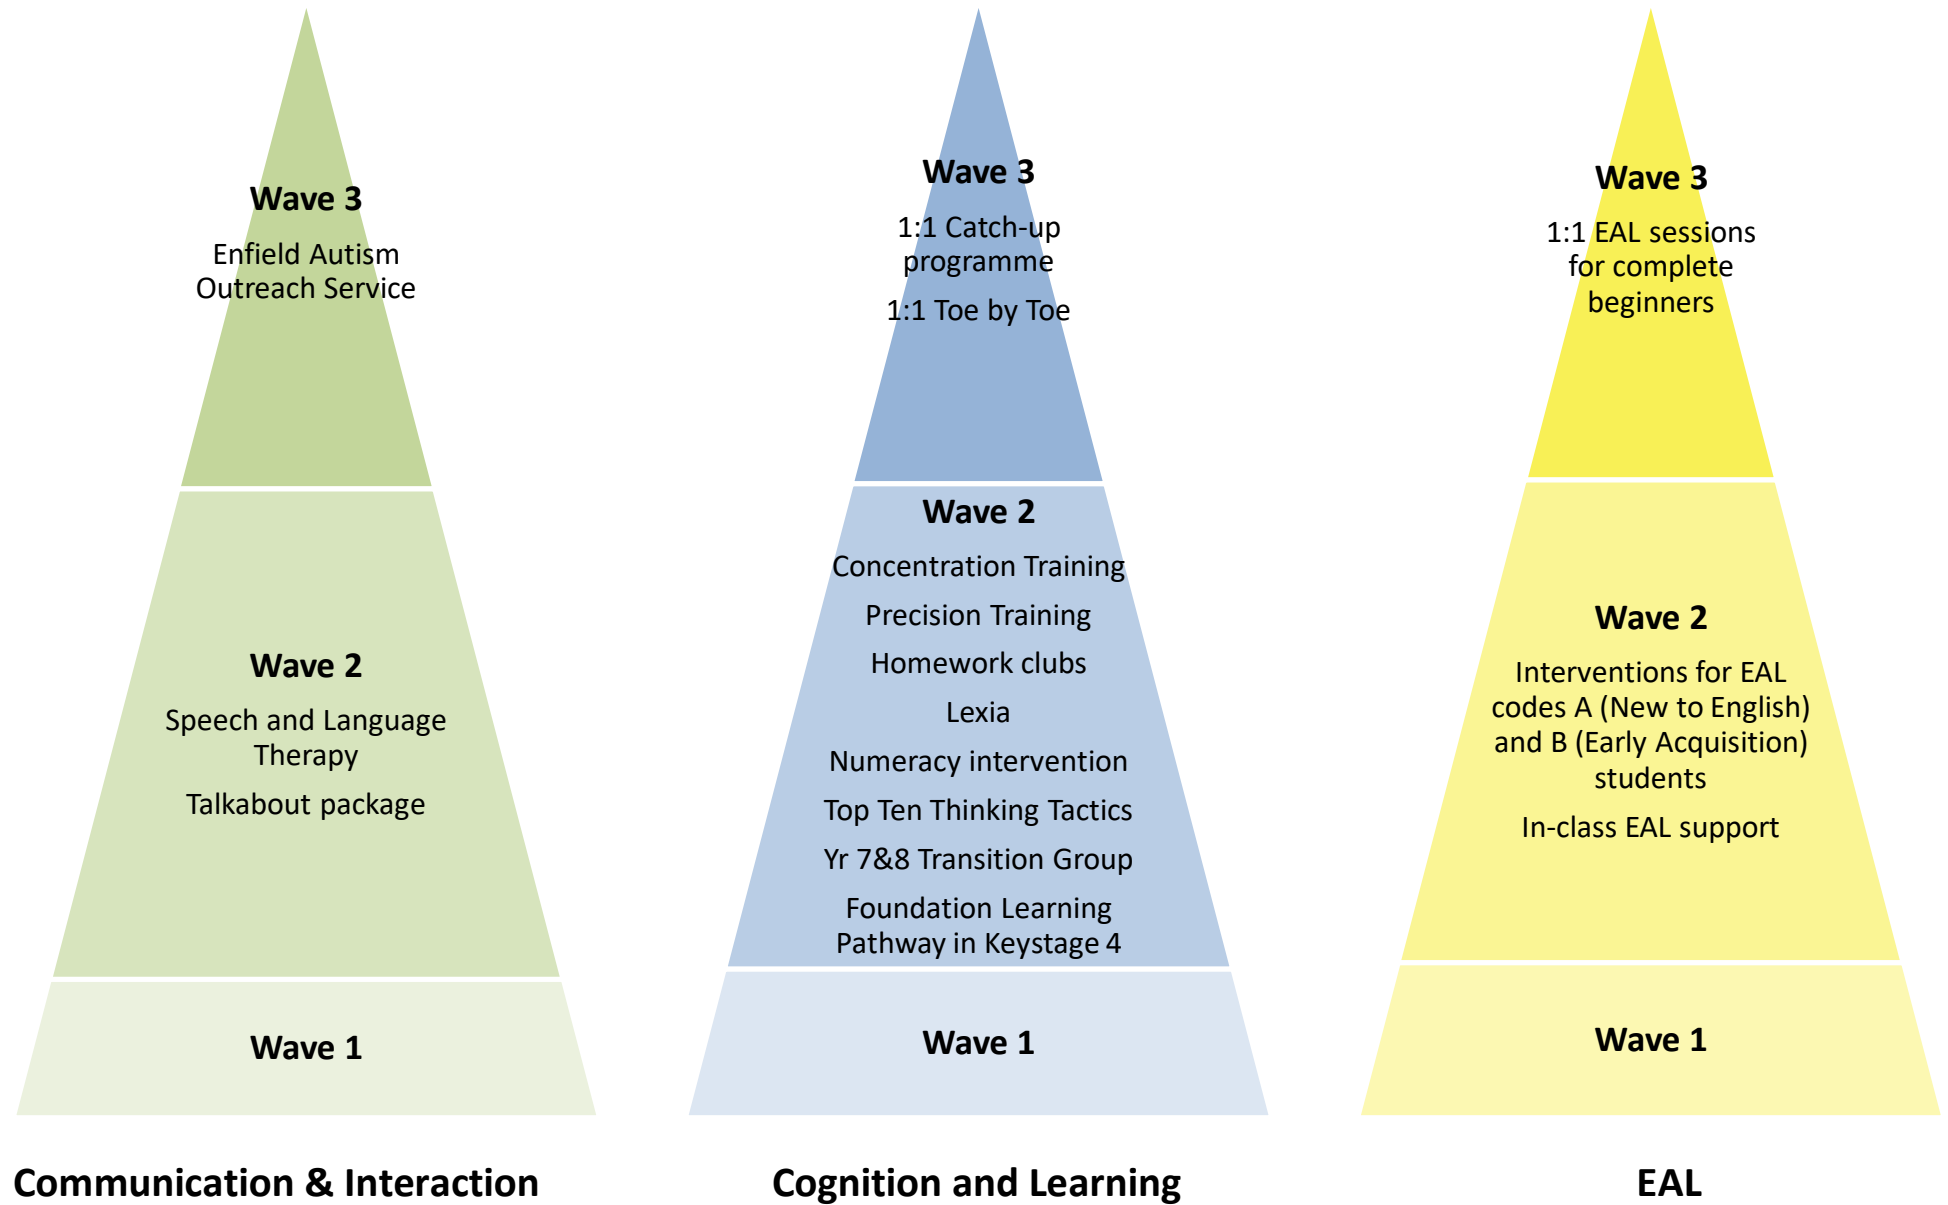 Wave 3
Enfield Autism
Outreach Service
Wave 2
Speech and Language
Therapy
Talkabout package
Wave 1
Communication & Interaction
Wave 3
1:1 Catch-up
programme
1:1 Toe by Toe
Wave 2
Concentration Training
Precision Training
Homework clubs
Lexia
Numeracy intervention
Top Ten Thinking Tactics
Yr 7&8 Transition Group
Foundation Learning
Pathway in Keystage 4
Wave 1
Cognition and Learning
Wave 3
1:1 EAL sessions
for complete
beginners
Wave 2
Interventions for EAL
codes A (New to English)
and B (Early Acquisition)
students
In-class EAL support
Wave 1
EAL